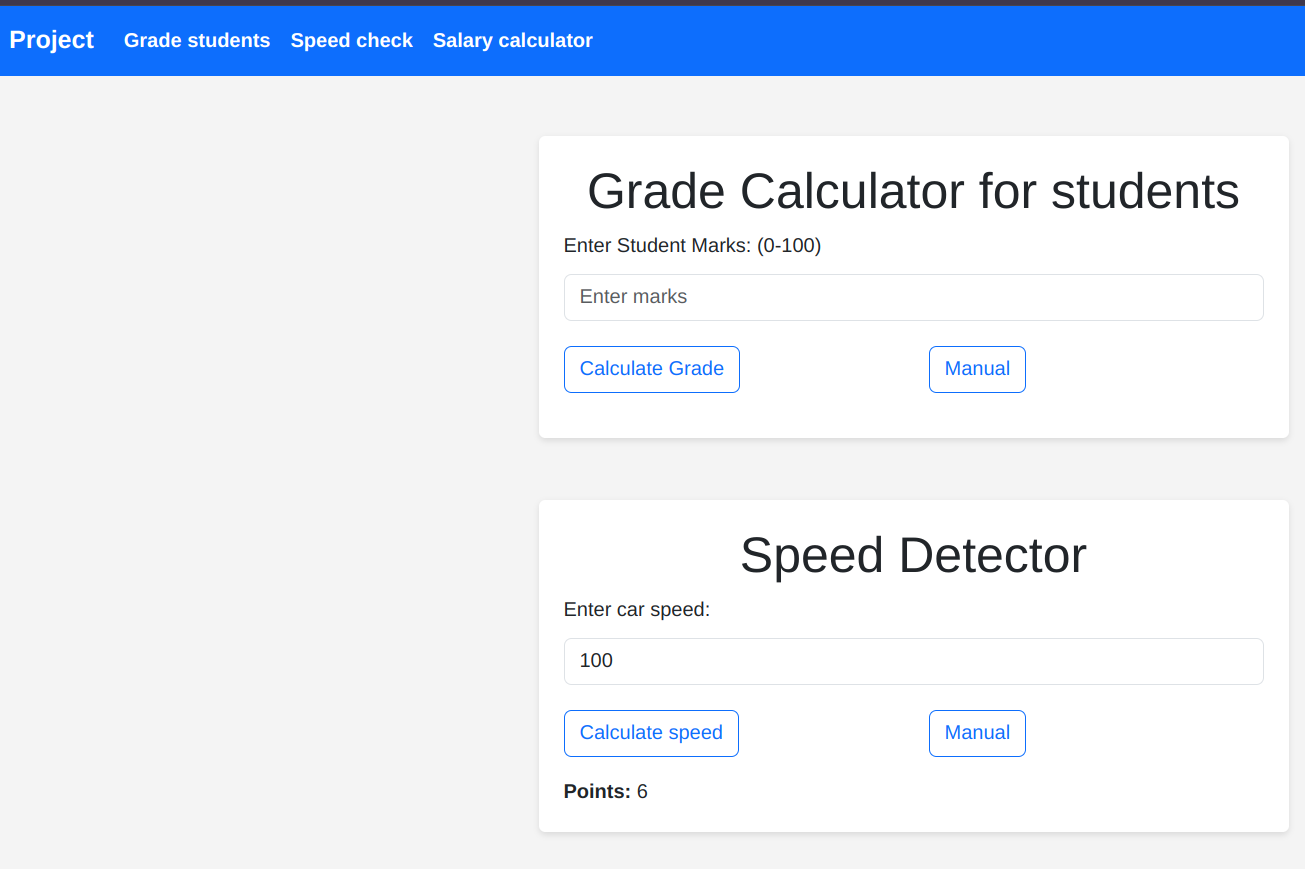 Project Grade students Speed check Salary calculator
Grade Calculator for students
Enter Student Marks: (0-100)
Enter marks
Calculate Grade Manual
Speed Detector
Enter car speed:
100
Calculate speed Manual
Points: 6